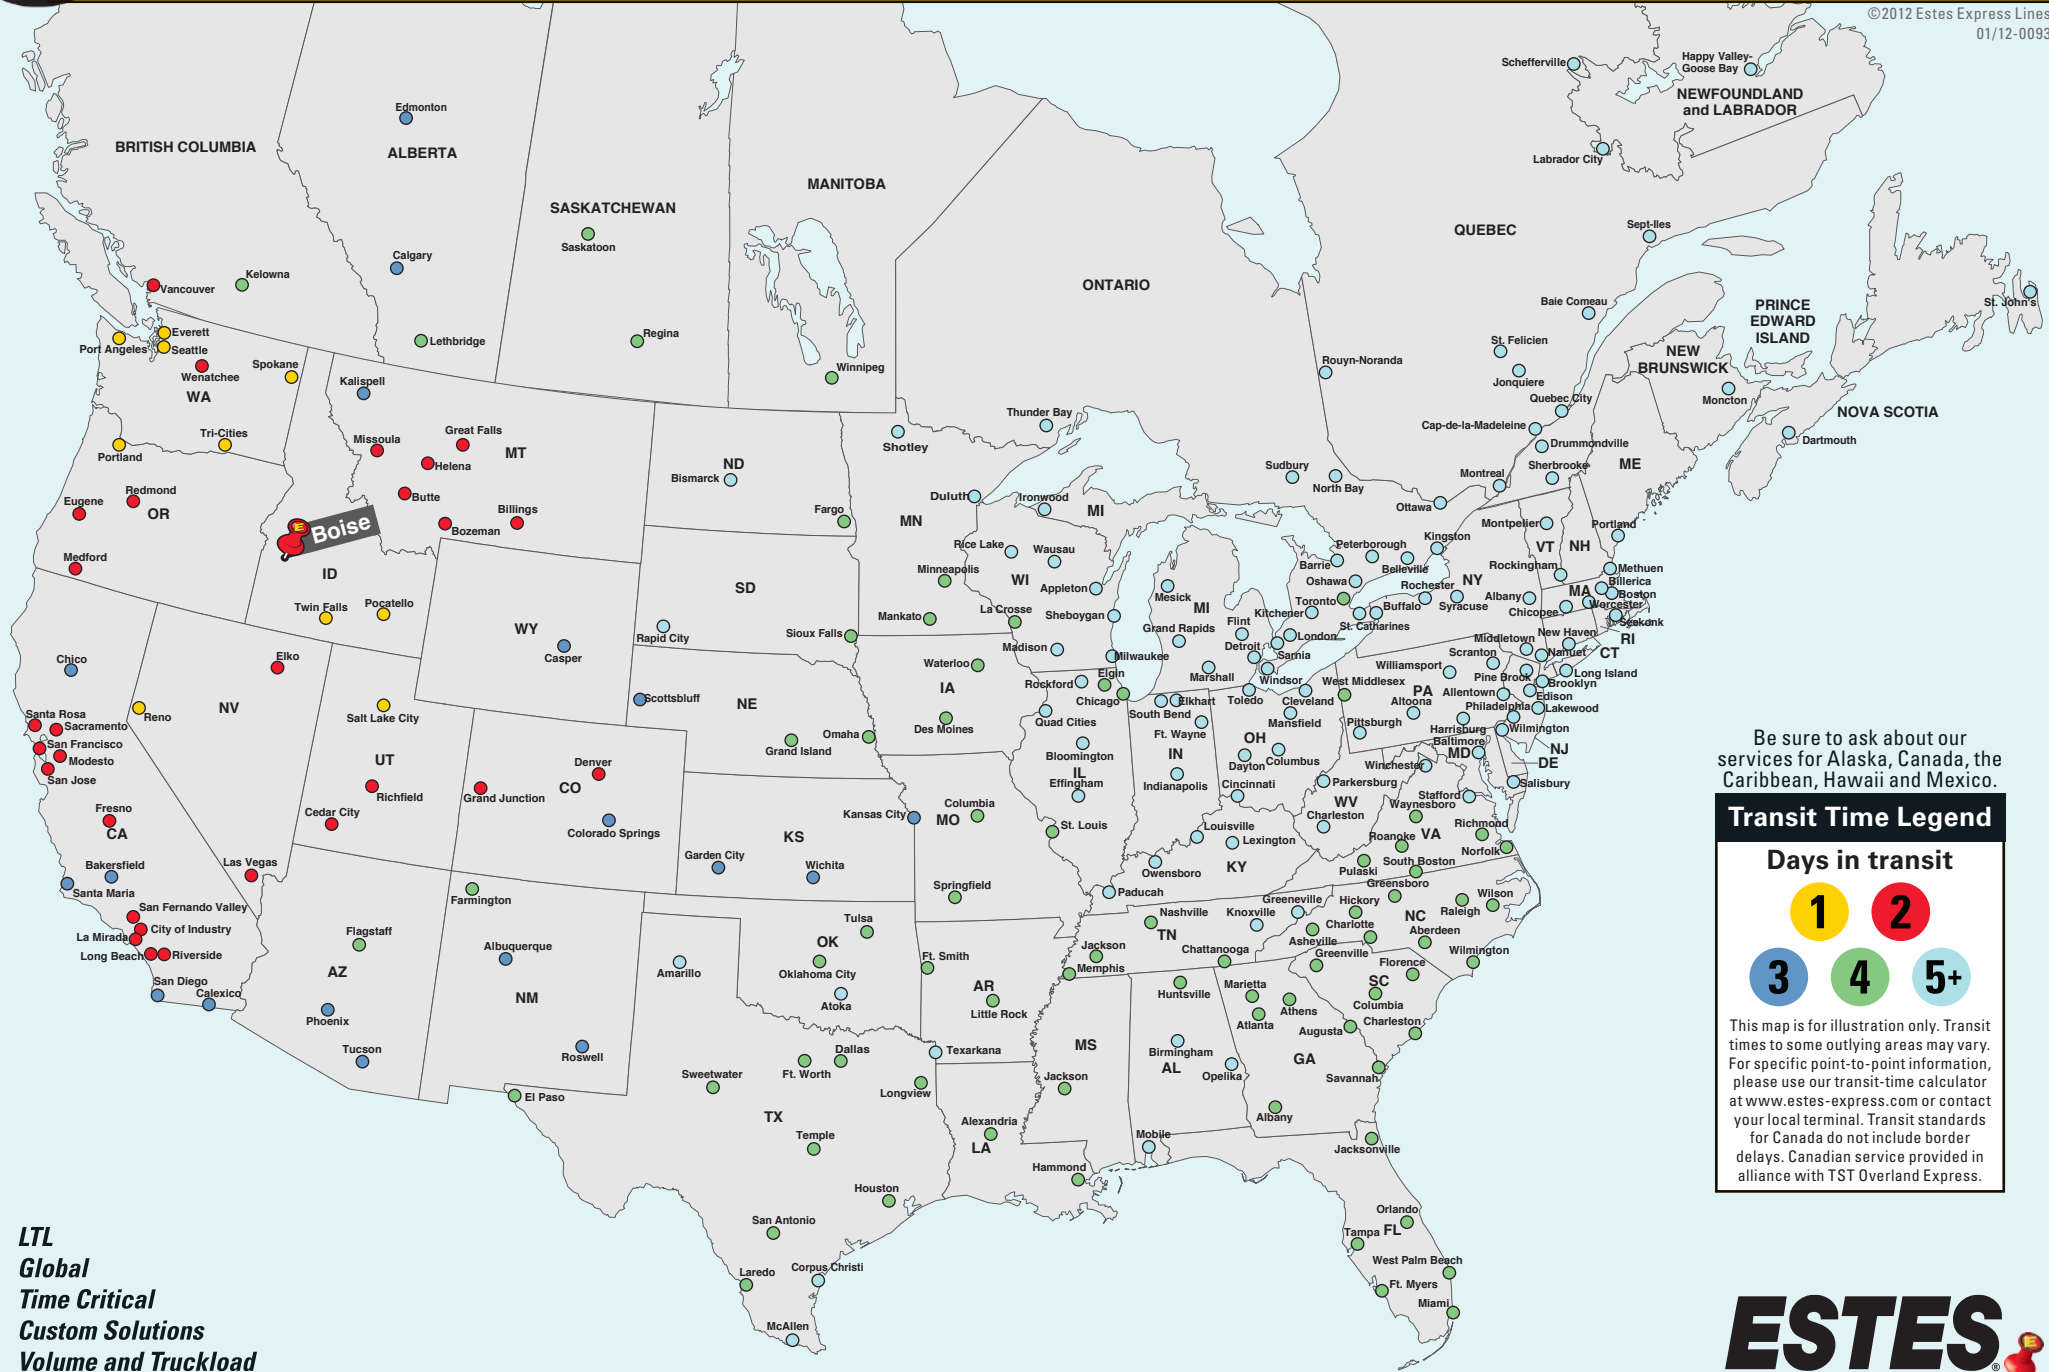 ©2012 Estes Express Lines
01/12-0093
Schefferville
Happy Valley-
Goose Bay
NEWFOUNDLAND
and LABRADOR
Labrador City
Edmonton
BRITISH COLUMBIA
ALBERTA
SASKATCHEWAN
Saskatoon
MANITOBA
QUEBEC
Sept-Iles
Calgary
Kelowna
Vancouver
ONTARIO
Baie Comeau
PRINCE
EDWARD
ISLAND
St. John's
Everett
Port Angeles
Seattle
Lethbridge
Regina
Winnipeg
Rouyn-Noranda
St. Felicien
Jonquiere
NEW
BRUNSWICK
Moncton
Quebec City
NOVA SCOTIA
Dartmouth
Wenatchee
WA
Spokane
Kalispell
Tri-Cities
Portland
Missoula
Great Falls
MT
Helena
Butte
Bozeman
Billings
Thunder Bay
Shotley
Cap-de-la-Madeleine
Drummondville
Sherbrooke
ME
Montreal
Sudbury
North Bay
Ottawa
ND
Bismarck
Fargo
Duluth
MN
Ironwood
MI
Eugene
Redmond
OR
Medford
Boise
ID
Twin Falls
Pocatello
Rice Lake
Wausau
Minneapolis
WI
Appleton
Mankato
La Crosse
Sheboygan
Madison
Milwaukee
Mesick
MI
Grand Rapids
Flint
Detroit
Marshall
Barrie
Peterborough
Belleville
Kingston
Oshawa
Toronto
Kitchener
London
Sarnia
Windsor
St. Catharines
Buffalo
Rochester
Syracuse
NY
Albany
Montpelier
VT
NH
Portland
Rockingham
Methuen
Billerica
Boston
MA
Worcester
Chicopee
Seekonk
RI
CT
New Haven
Middletown
Nanuet
Long Island
SD
Rapid City
Sioux Falls
WY
Casper
Scottsbluff
NE
Grand Island
Omaha
Waterloo
IA
Des Moines
Rockford
Elgin
Chicago
Quad Cities
Bloomington
IL
Effingham
South Bend
Elkhart
Ft. Wayne
IN
Indianapolis
Toledo
Cleveland
Mansfield
OH
Dayton
Columbus
Cincinnati
West Middlesex
Williamsport
Scranton
PA
Altoona
Pine Brook
Brooklyn
Allentown
Edison
Philadelphia
Lakewood
Pittsburgh
Harrisburg
Wilmington
Baltimore
MD
NJ
DE
Winchester
Salisbury
Parkersburg
WV
Charleston
Stafford
Waynesboro
Richmond
Roanoke
VA
Norfolk
South Boston
Pulaski
Chico
Elko
NV
Reno
Santa Rosa
Sacramento
San Francisco
Modesto
San Jose
Fresno
CA
Bakersfield
Santa Maria
Las Vegas
San Fernando Valley
City of Industry
La Mirada
Long Beach
Riverside
San Diego
Calexico
Salt Lake City
UT
Richfield
Cedar City
Denver
Grand Junction
CO
Colorado Springs
Kansas City
KS
Garden City
Wichita
Columbia
MO
St. Louis
Springfield
Louisville
Lexington
Owensboro
KY
Paducah
Farmington
Flagstaff
AZ
Phoenix
Tucson
Albuquerque
NM
Roswell
Amarillo
Tulsa
OK
Oklahoma City
Atoka
Ft. Smith
AR
Little Rock
Nashville
TN
Knoxville
Greeneville
Jackson
Memphis
Chattanooga
Greensboro
Hickory
Wilson
Raleigh
NC
Charlotte
Asheville
Aberdeen
Greenville
Wilmington
Florence
SC
Columbia
Charleston
Huntsville
Marietta
Athens
Atlanta
Augusta
GA
Savannah
Birmingham
AL
Opelika
Albany
MS
Jackson
Mobile
Texarkana
Longview
Dallas
Ft. Worth
Sweetwater
El Paso
TX
Temple
Houston
San Antonio
Laredo
Corpus Christi
McAllen
Alexandria
LA
Hammond
Jacksonville
Orlando
Tampa
FL
West Palm Beach
Ft. Myers
Miami
Be sure to ask about our
services for Alaska, Canada, the
Caribbean, Hawaii and Mexico.
Transit Time Legend
Days in transit
1 2
3 4 5+
This map is for illustration only. Transit
times to some outlying areas may vary.
For specific point-to-point information,
please use our transit-time calculator
at www.estes-express.com or contact
your local terminal. Transit standards
for Canada do not include border
delays. Canadian service provided in
alliance with TST Overland Express.
LTL
Global
Time Critical
Custom Solutions
Volume and Truckload
ESTES®